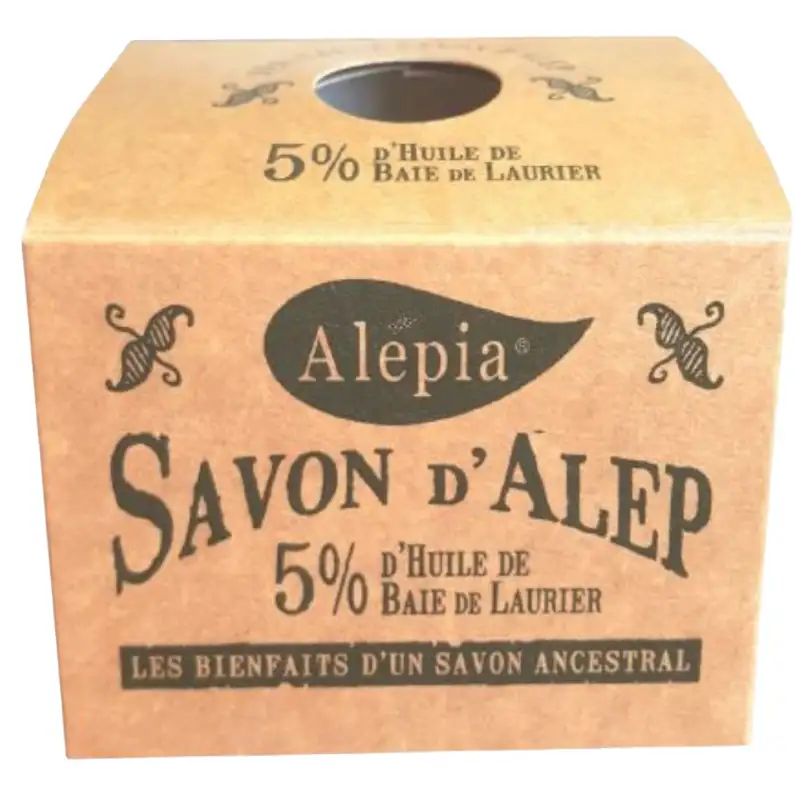 5% D'HUILE DE
BAIE DE LAURIER
Alepia®
SAVON D'ALEP
5% D'HUILE DE
BAIE DE LAURIER
LES BIENFAITS D'UN SAVON ANCESTRAL